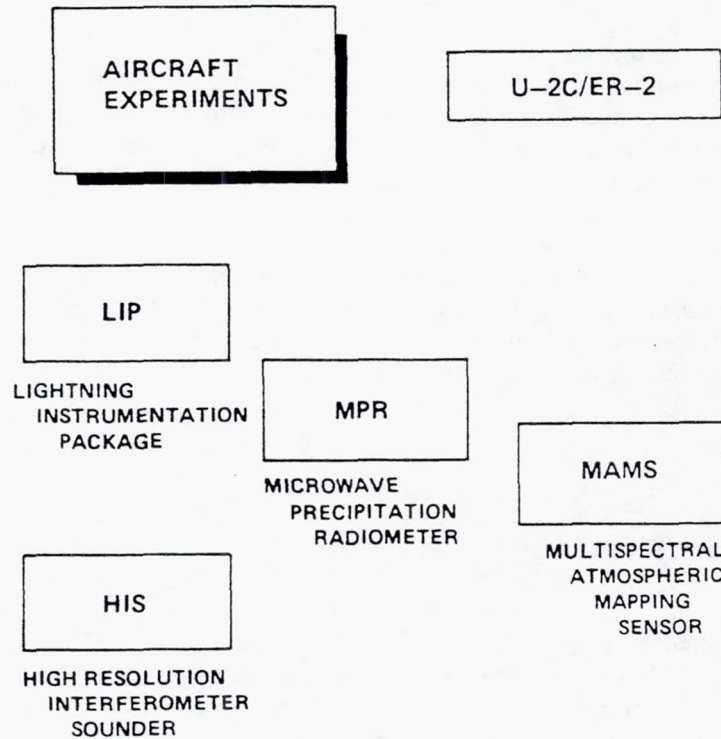 AIRCRAFT
EXPERIMENTS
U–2C/ER–2
LIP
LIGHTNING
INSTRUMENTATION
PACKAGE
MPR
MICROWAVE
PRECIPITATION
RADIOMETER
MAMS
MULTISPECTRAL
ATMOSPHERIC
MAPPING
SENSOR
HIS
HIGH RESOLUTION
INTERFEROMETER
SOUNDER